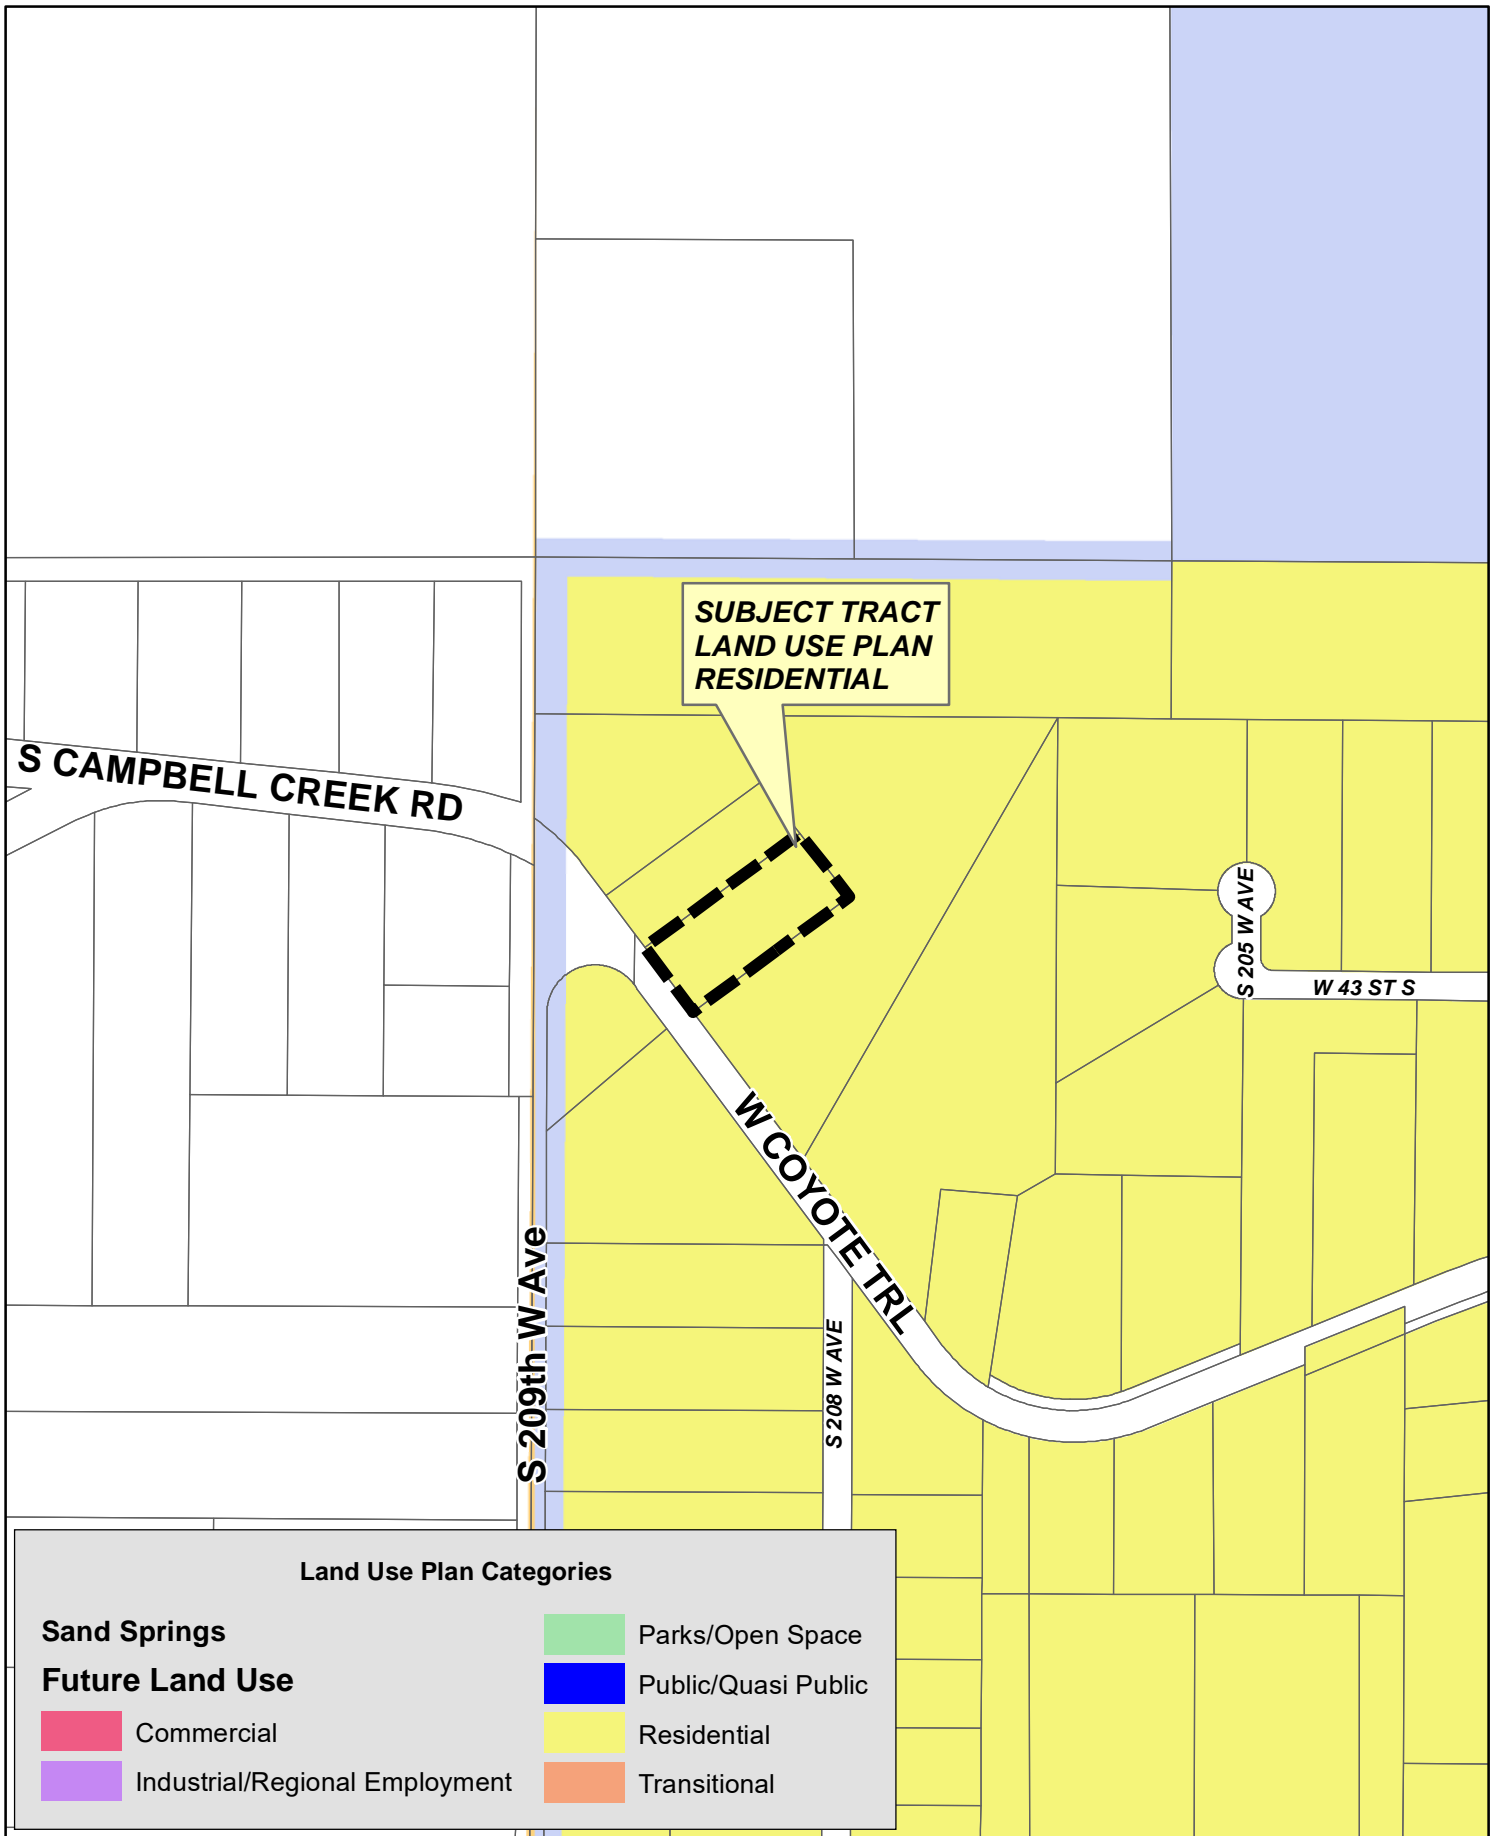 SUBJECT TRACT
LAND USE PLAN
RESIDENTIAL
S CAMPBELL CREEK RD
S 205 W AVE
W 43 ST S
W COYOTE TRL
S 209th W Ave
S 208 W AVE
Land Use Plan Categories
Sand Springs
Future Land Use
Commercial
Industrial/Regional Employment
Parks/Open Space
Public/Quasi Public
Residential
Transitional